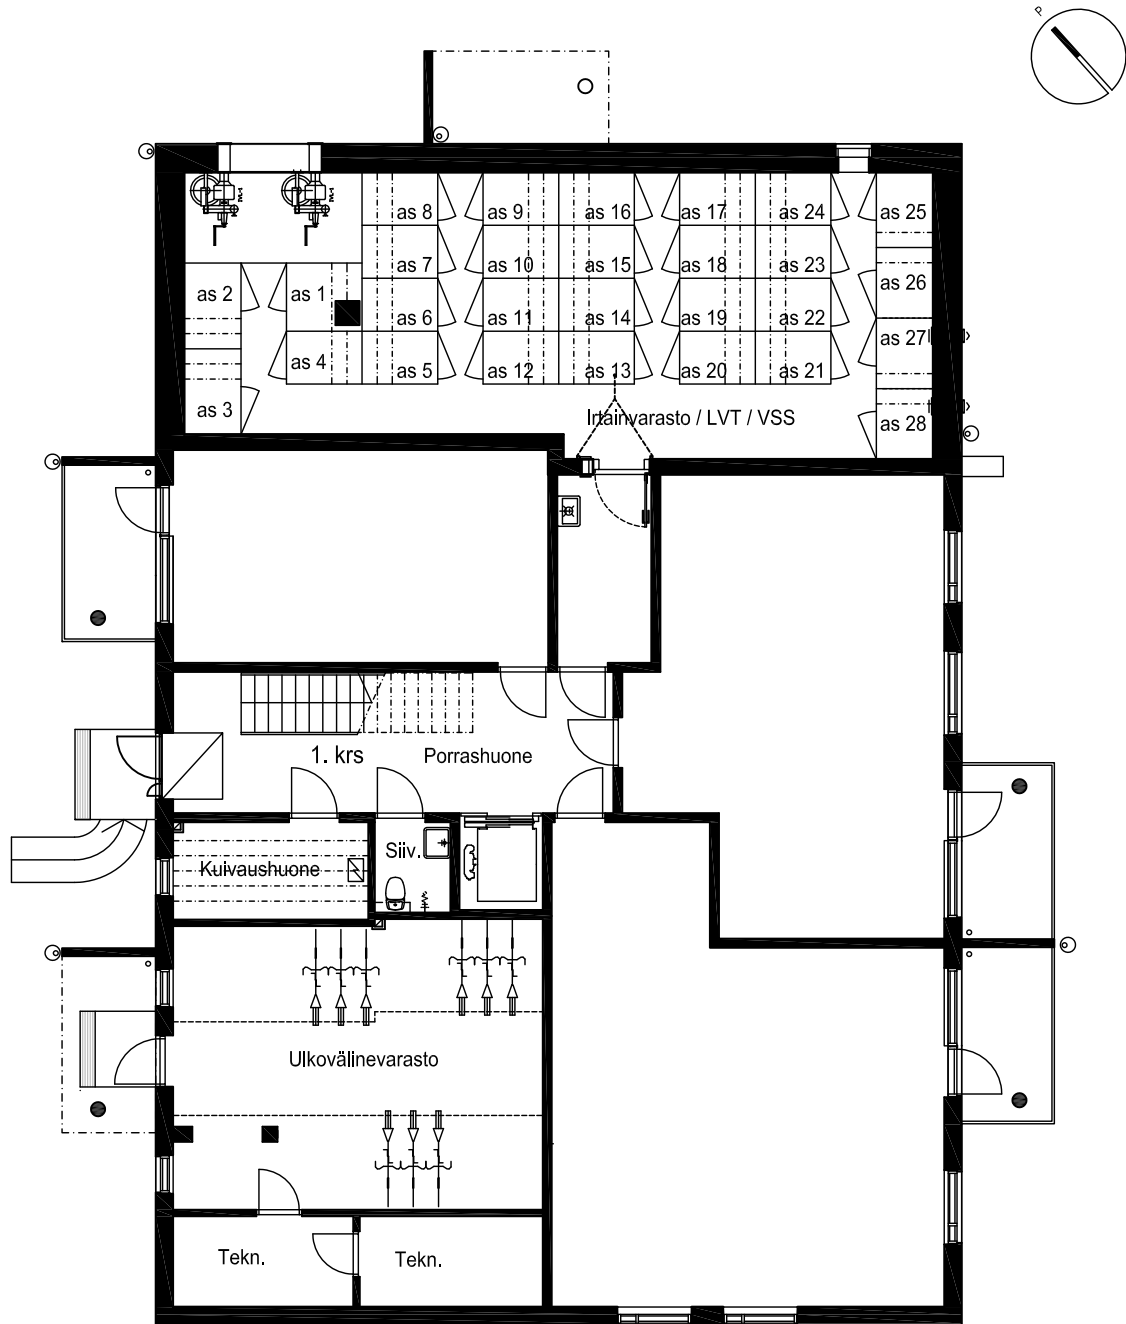 P
as 8
as 9
as 16
as 17
as 24
as 25
as 7
as 10
as 15
as 18
as 23
as 26
as 2
as 1
as 6
as 11
as 14
as 19
as 22
as 27
as 4
as 5
as 12
as 13
as 20
as 21
as 3
as 28
Irtainvarasto / LVT / VSS
1. krs
Porrashuone
Siiv.
Kuivaushuone
Ulkovälinevarasto
Tekn.
Tekn.